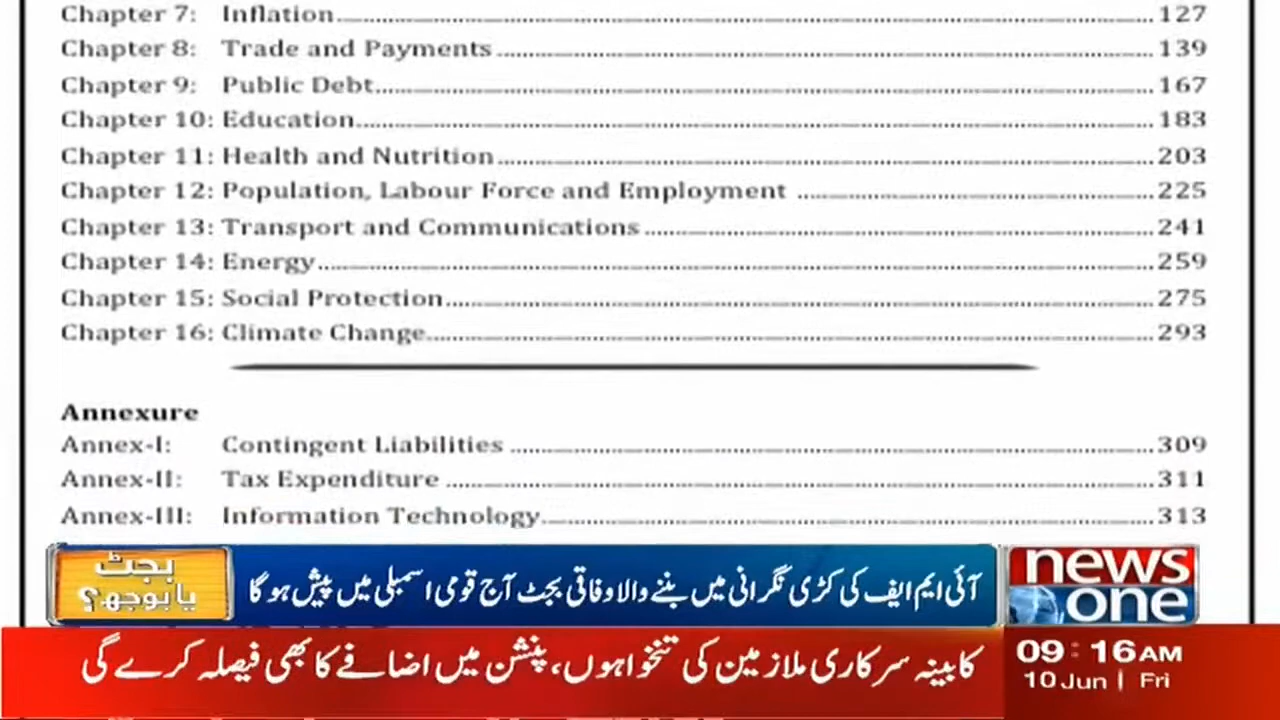 Chapter 7: Inflation 127
Chapter 8: Trade and Payments 139
Chapter 9: Public Debt 167
Chapter 10: Education 183
Chapter 11: Health and Nutrition 203
Chapter 12: Population, Labour Force and Employment 225
Chapter 13: Transport and Communications 241
Chapter 14: Energy 259
Chapter 15: Social Protection 275
Chapter 16: Climate Change 293
Annexure
Annex-I: Contingent Liabilities 309
Annex-II: Tax Expenditure 311
Annex-III: Information Technology 313
بجٹ
یا بوجھ؟
آئی ایم ایف کی کڑی نگرانی میں بننے والا وفاقی بجٹ آج قومی اسمبلی میں پیش ہو گا
news
one
کابینہ سرکاری ملازمین کی تنخواہوں، پنشن میں اضافے کا بھی فیصلہ کرے گی
09:16AM
10 Jun | Fri